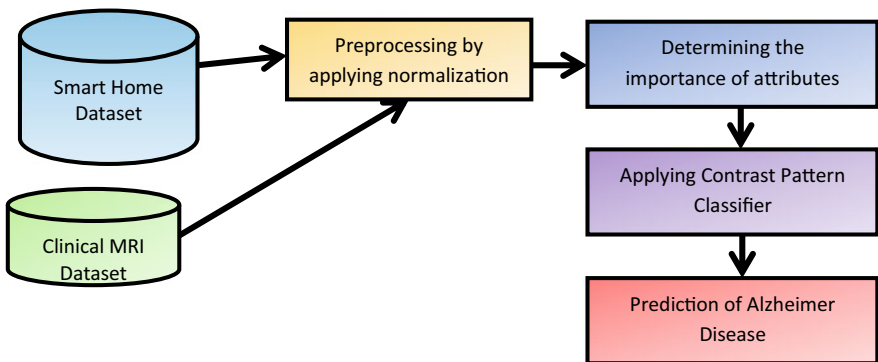 Smart Home
Dataset
Preprocessing by
applying normalization
Determining the
importance of attributes
Clinical MRI
Dataset
Applying Contrast Pattern
Classifier
Prediction of Alzheimer
Disease